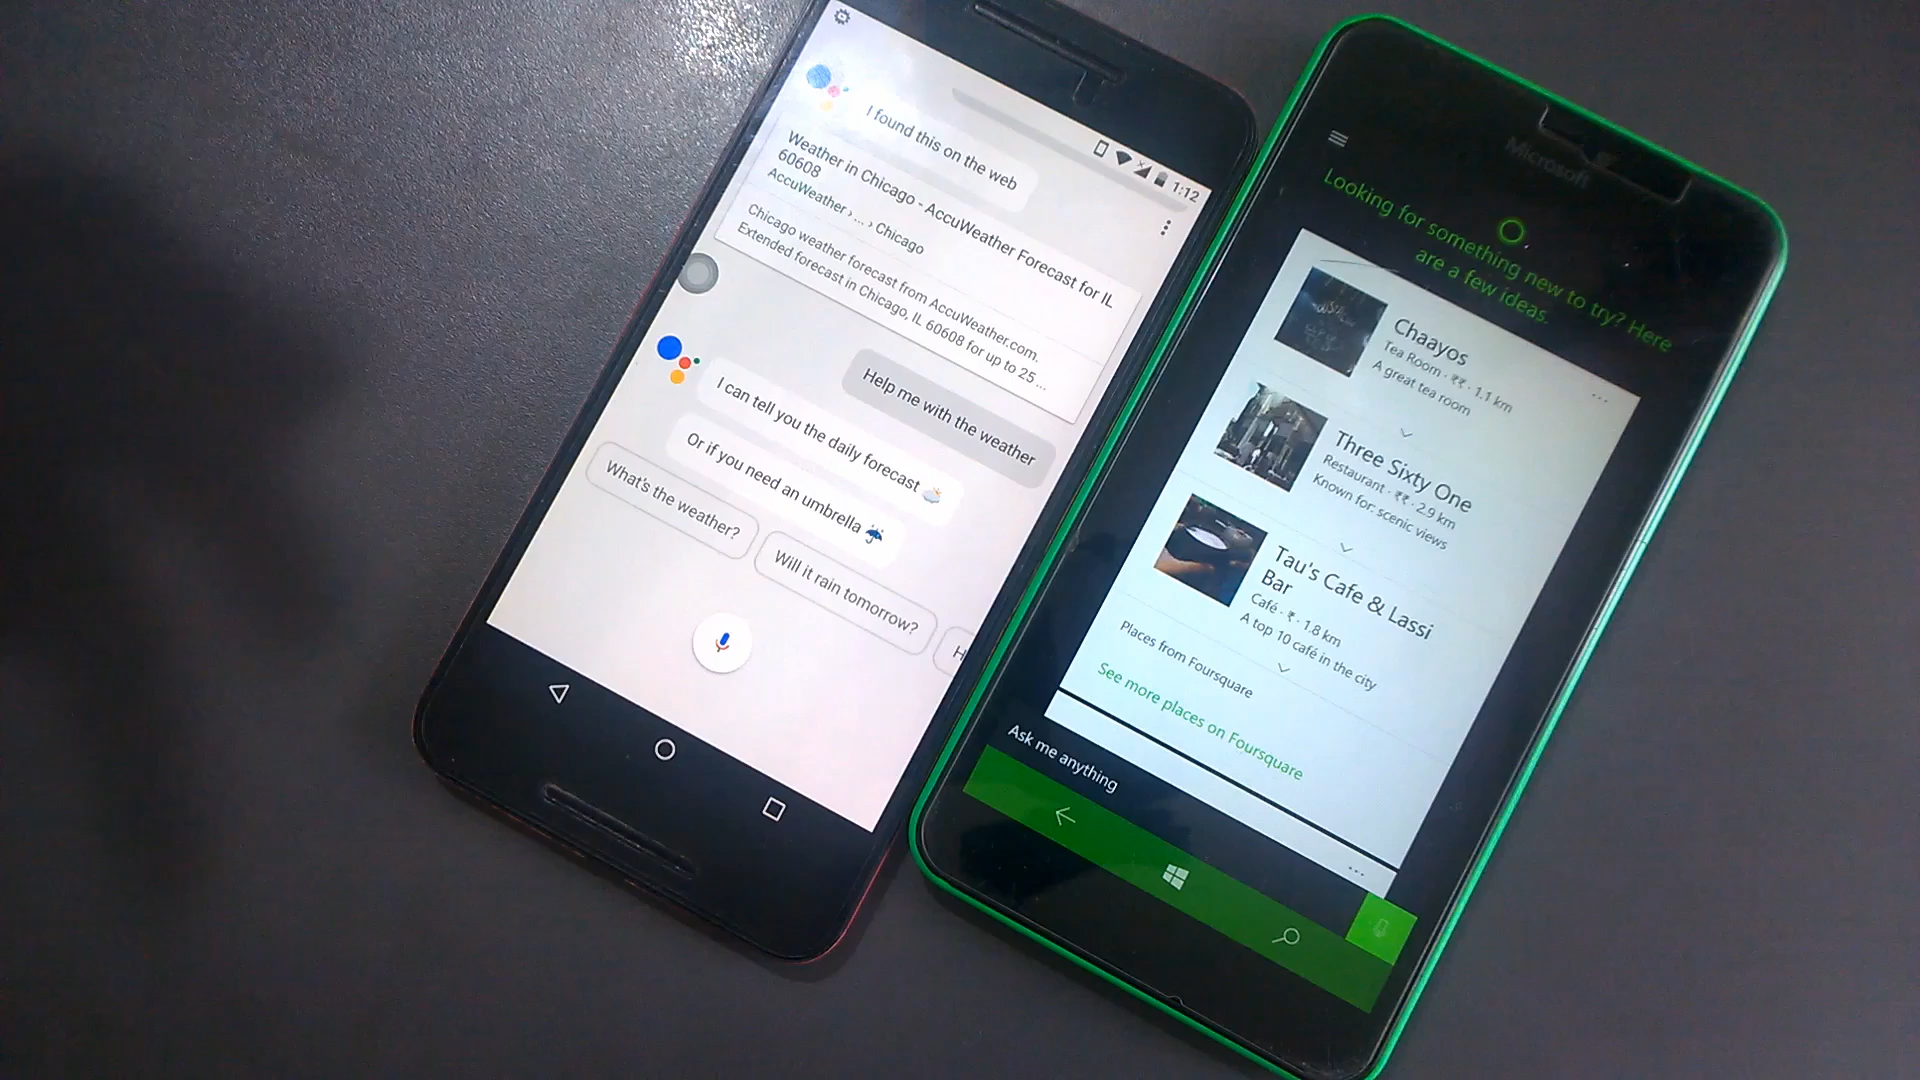 1:12
I found this on the web
Weather in Chicago - AccuWeather Forecast for IL
60608
AccuWeather › ... › Chicago
Chicago weather forecast from AccuWeather.com.
Extended forecast in Chicago, IL 60608 for up to 25 ...
Help me with the weather
I can tell you the daily forecast
Or if you need an umbrella
What's the weather?
Will it rain tomorrow?
H
Microsoft
Looking for something new to try? Here
are a few ideas.
Chaayos
Tea Room · ₹₹ · 1.1 km
A great tea room
Three Sixty One
Restaurant · ₹₹ · 2.9 km
Known for: scenic views
Tau's Cafe & Lassi
Bar
Café · ₹ · 1.8 km
A top 10 café in the city
Places from Foursquare
See more places on Foursquare
Ask me anything